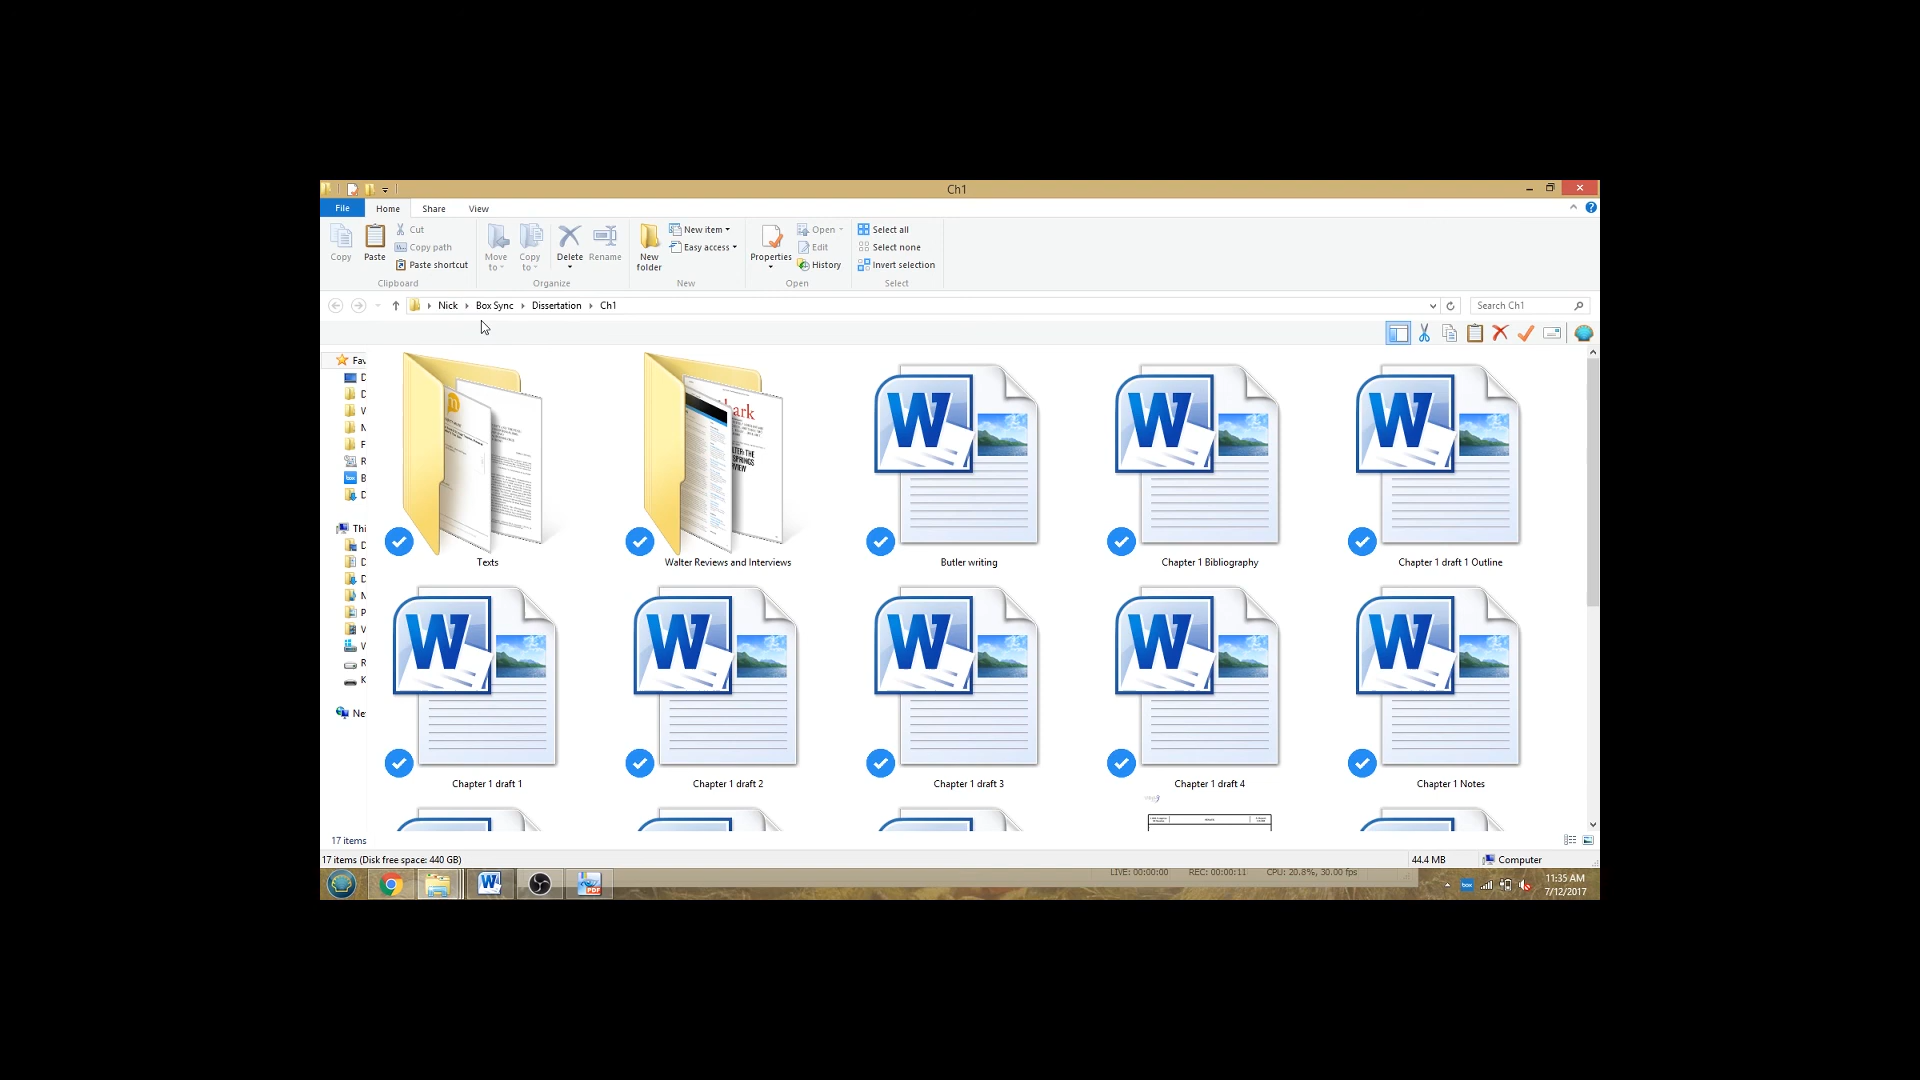 Ch1
File Home Share View
Copy
Paste
Cut
Copy path
Paste shortcut
Clipboard
Move to
Copy to
Delete
Rename
Organize
New folder
New item
Easy access
New
Properties
Open
Edit
History
Open
Select all
Select none
Invert selection
Select
Nick Box Sync Dissertation Ch1
Search Ch1
Fav
D
D
W
N
F
R
B
D
Thi
D
D
D
N
P
V
V
R
K
Ne
Texts
Walter Reviews and Interviews
Butler writing
Chapter 1 Bibliography
Chapter 1 draft 1 Outline
Chapter 1 draft 1
Chapter 1 draft 2
Chapter 1 draft 3
Chapter 1 draft 4
Chapter 1 Notes
17 items
17 items (Disk free space: 440 GB)
44.4 MB
Computer
LIVE: 00:00:00 REC: 00:00:11 CPU: 20.8%, 30.00 fps
11:35 AM
7/12/2017